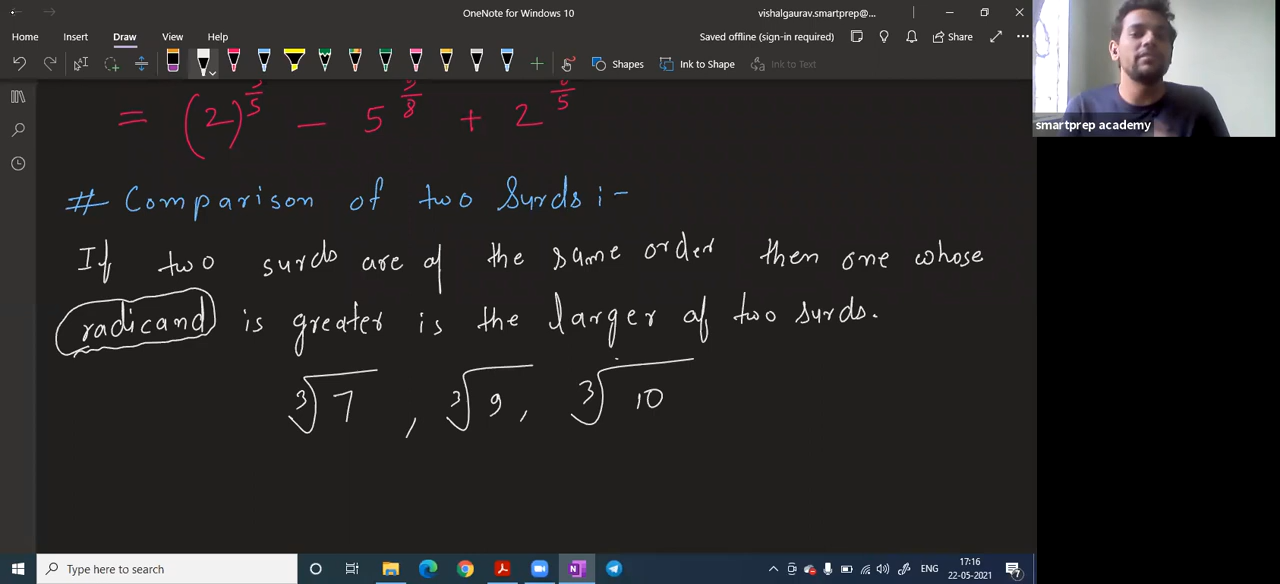 OneNote for Windows 10
vishalgaurav.smartprep@...
Home Insert Draw View Help
Saved offline (sign-in required) Share
Shapes Ink to Shape Ink to Text
smartprep academy
= (2) - 5 + 2
# Comparison of two Surds :-
If two surds are of the same order then one whose
radicand is greater is the larger of two surds.
∛7 , ∛9, ∛10
Type here to search
ENG
17:16
22-05-2021